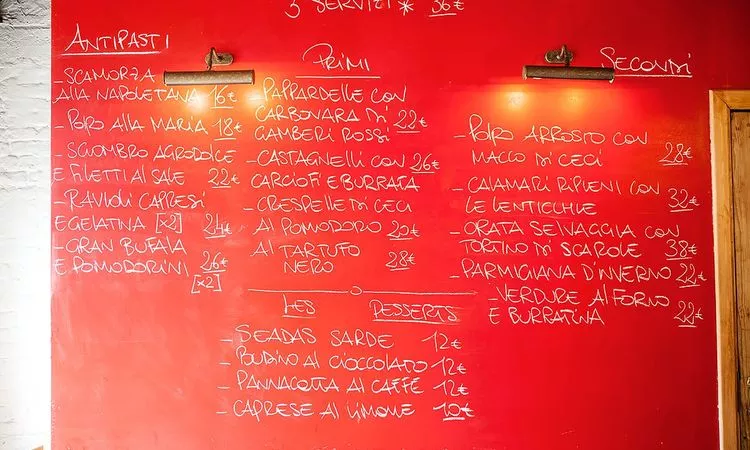 3 SERVIZI * 36€
ANTIPASTI
- SCAMORZA
ALLA NAPOLETANA 16€
- POLPO ALLA MARIA 18€
- SGOMBRO AGRODOLCE
E FILETTI AL SALE 22€
- RAVIOLI CAPRESI
E GELATINA [x2] 24€
- GRAN BUFALA
E POMODORINI 26€
[x2]
PRIMI
- PAPPARDELLE CON
CARBONARA DI 22€
GAMBERI ROSSI
- CASTAGNELLI CON 26€
CARCIOFI E BURRATA
- CRESPELLE DI CECI
AL POMODORO 20€
AL TARTUFO
NERO 28€
SECONDI
- POLPO ARROSTO CON
MACCO DI CECI 28€
- CALAMARI RIPIENI CON
LE LENTICCHIE 32€
- ORATA SELVAGGIA CON
TORTINO DI SCAROLE 38€
- PARMIGIANA D'INVERNO 22€
- VERDURE AL FORNO
E BURRATINA 22€
LES DESSERTS
- SEADAS SARDE 12€
- BUDINO AL CIOCCOLATO 12€
- PANNACOTTA AL CAFFÈ 12€
- CAPRESE AL LIMONE 10€